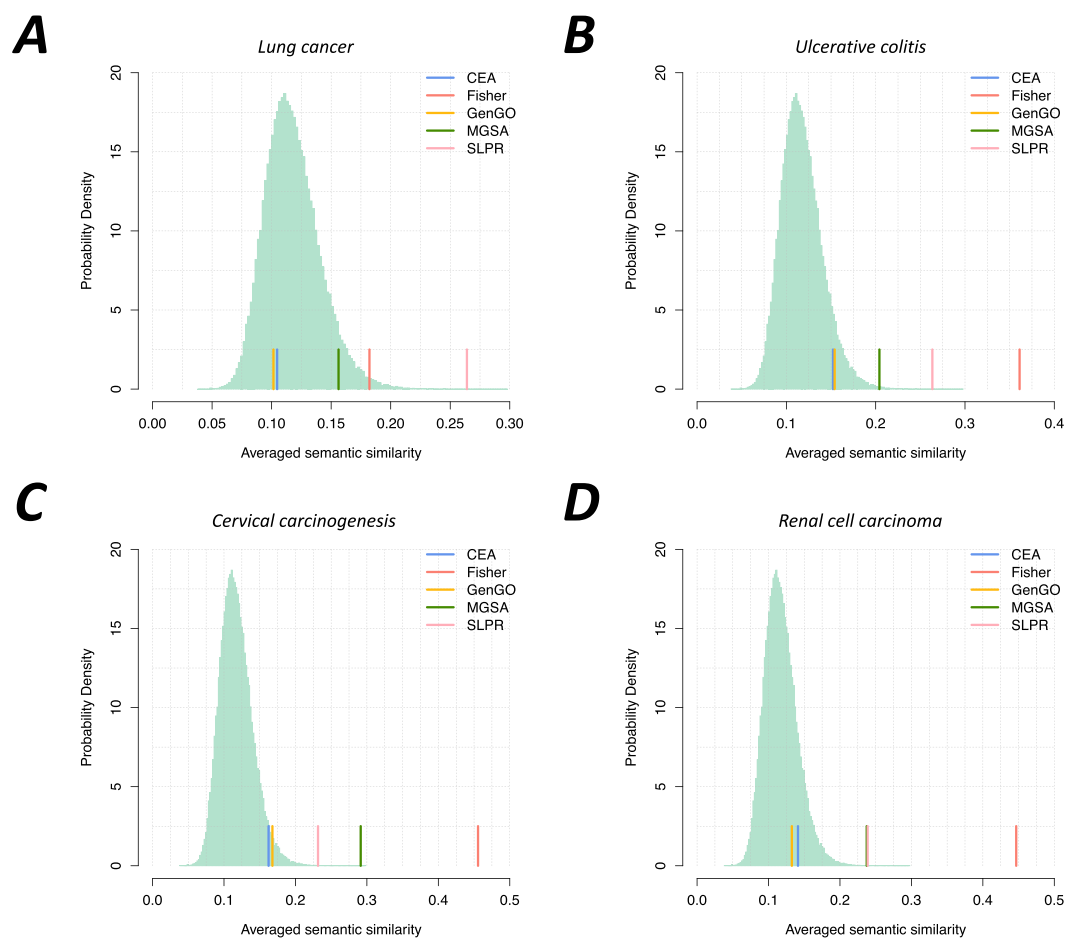 A
Lung cancer
Probability Density
20
15
10
5
0
CEA
Fisher
GenGO
MGSA
SLPR
0.00 0.05 0.10 0.15 0.20 0.25 0.30
Averaged semantic similarity
B
Ulcerative colitis
Probability Density
20
15
10
5
0
CEA
Fisher
GenGO
MGSA
SLPR
0.0 0.1 0.2 0.3 0.4
Averaged semantic similarity
C
Cervical carcinogenesis
Probability Density
20
15
10
5
0
CEA
Fisher
GenGO
MGSA
SLPR
0.0 0.1 0.2 0.3 0.4 0.5
Averaged semantic similarity
D
Renal cell carcinoma
Probability Density
20
15
10
5
0
CEA
Fisher
GenGO
MGSA
SLPR
0.0 0.1 0.2 0.3 0.4 0.5
Averaged semantic similarity